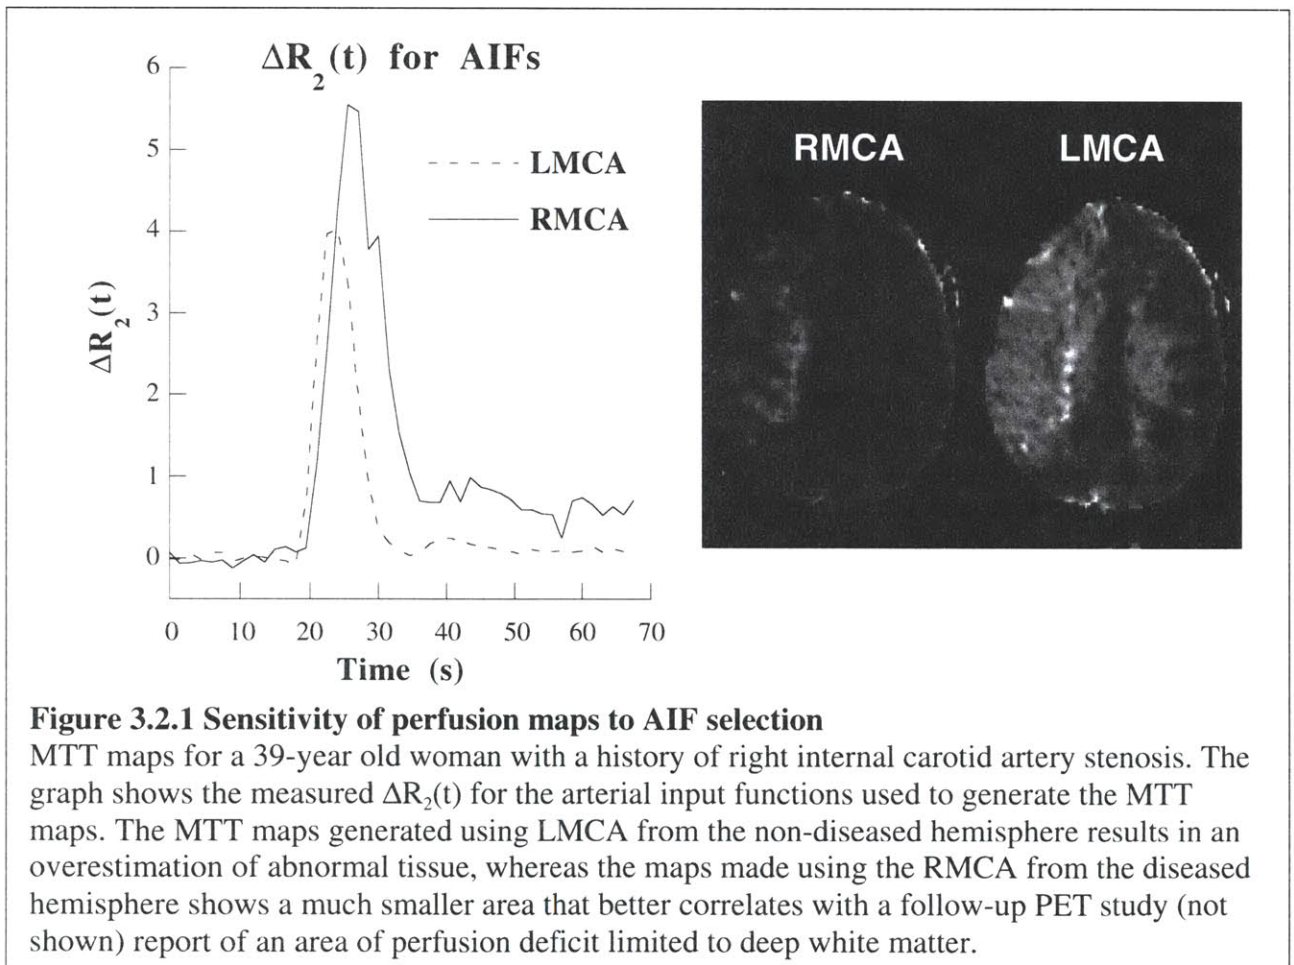 ΔR₂(t) for AIFs
6
5
4
3
2
1
0
ΔR₂(t)
LMCA
RMCA
0 10 20 30 40 50 60 70
Time (s)
RMCA LMCA
Figure 3.2.1 Sensitivity of perfusion maps to AIF selection
MTT maps for a 39-year old woman with a history of right internal carotid artery stenosis. The
graph shows the measured ΔR₂(t) for the arterial input functions used to generate the MTT
maps. The MTT maps generated using LMCA from the non-diseased hemisphere results in an
overestimation of abnormal tissue, whereas the maps made using the RMCA from the diseased
hemisphere shows a much smaller area that better correlates with a follow-up PET study (not
shown) report of an area of perfusion deficit limited to deep white matter.